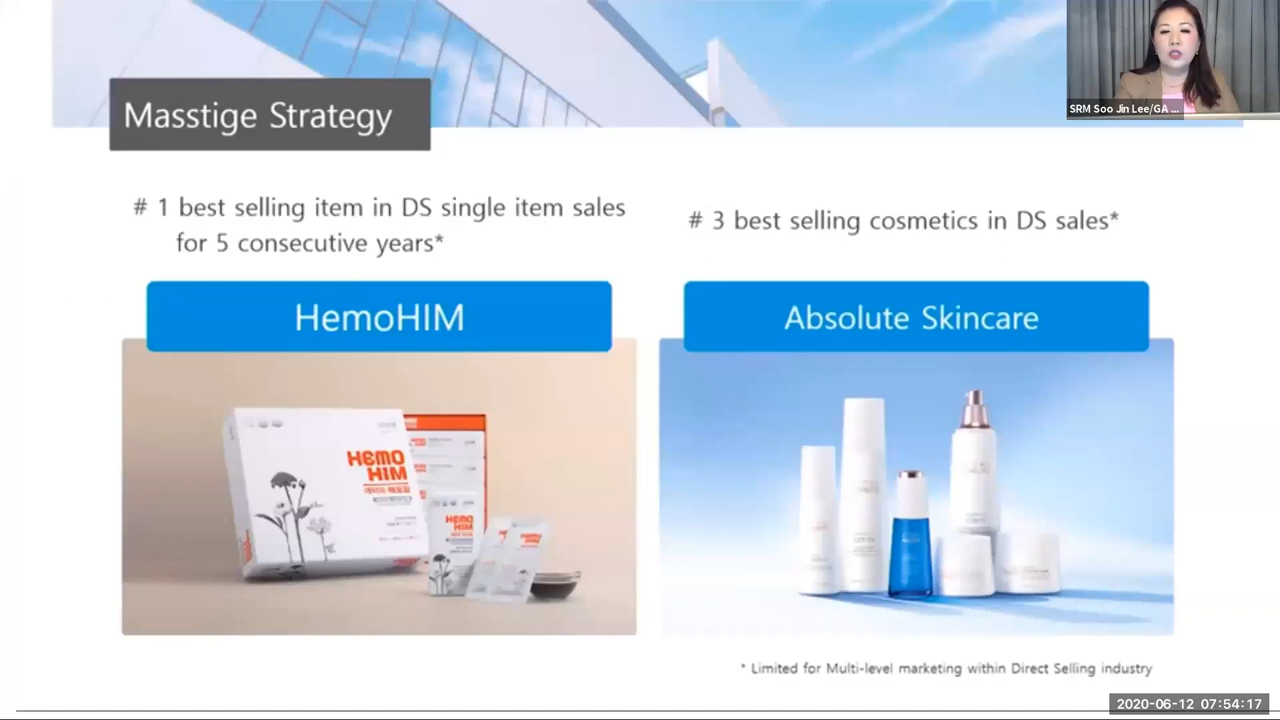 Masstige Strategy
SRM Soo Jin Lee/GA ...
# 1 best selling item in DS single item sales
for 5 consecutive years*
# 3 best selling cosmetics in DS sales*
HemoHIM
Absolute Skincare
HEMO
HIM
HEMO
HIM
* Limited for Multi-level marketing within Direct Selling industry
2020-06-12 07:54:17